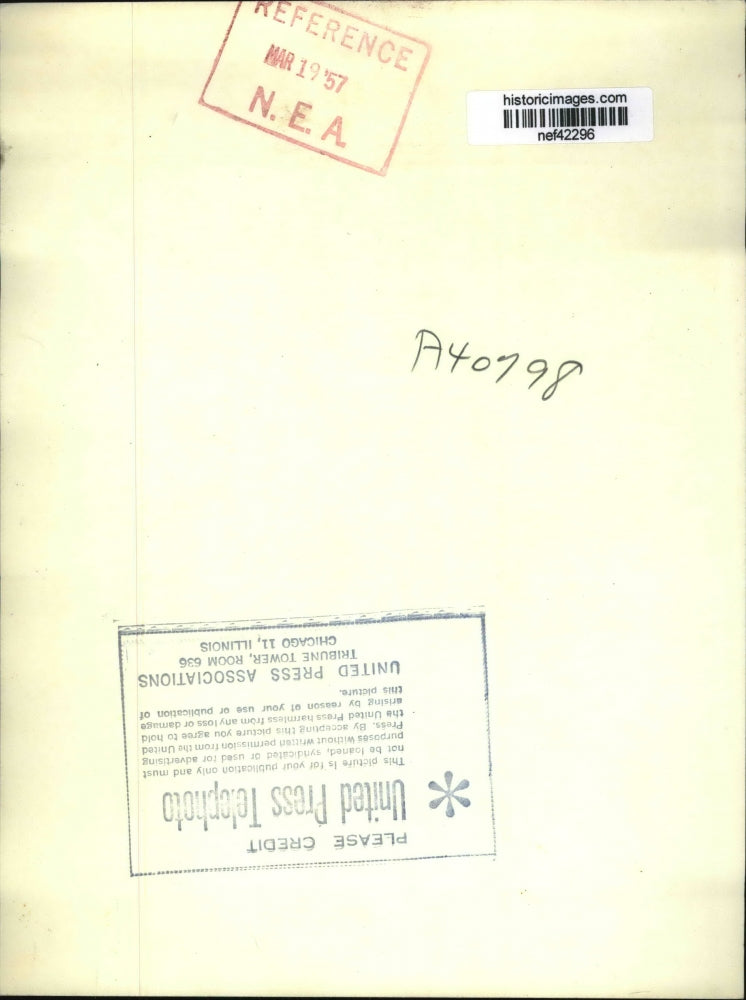 REFERENCE
MAR 19 '57
N. E. A.
historicimages.com
nef42296
A40798
PLEASE CREDIT
United Press Telephoto
This picture is for your publication only and must
not be loaned, syndicated or used for advertising
purposes without written permission from the United
Press. By accepting this picture you agree to hold
the United Press harmless from any loss or damage
arising by reason of your use or publication of
this picture.
UNITED PRESS ASSOCIATIONS
TRIBUNE TOWER, ROOM 636
CHICAGO 11, ILLINOIS